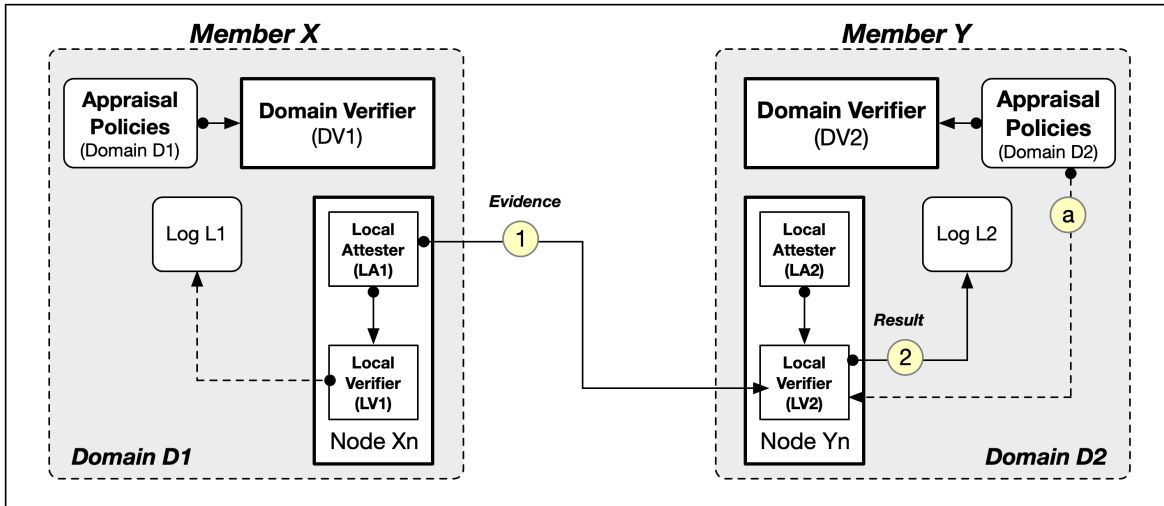 Member X
Appraisal
Policies
(Domain D1)
Domain Verifier
(DV1)
Log L1
Local
Attester
(LA1)
Local
Verifier
(LV1)
Node Xn
Domain D1
Evidence
1
Member Y
Domain Verifier
(DV2)
Appraisal
Policies
(Domain D2)
a
Local
Attester
(LA2)
Log L2
Result
2
Local
Verifier
(LV2)
Node Yn
Domain D2